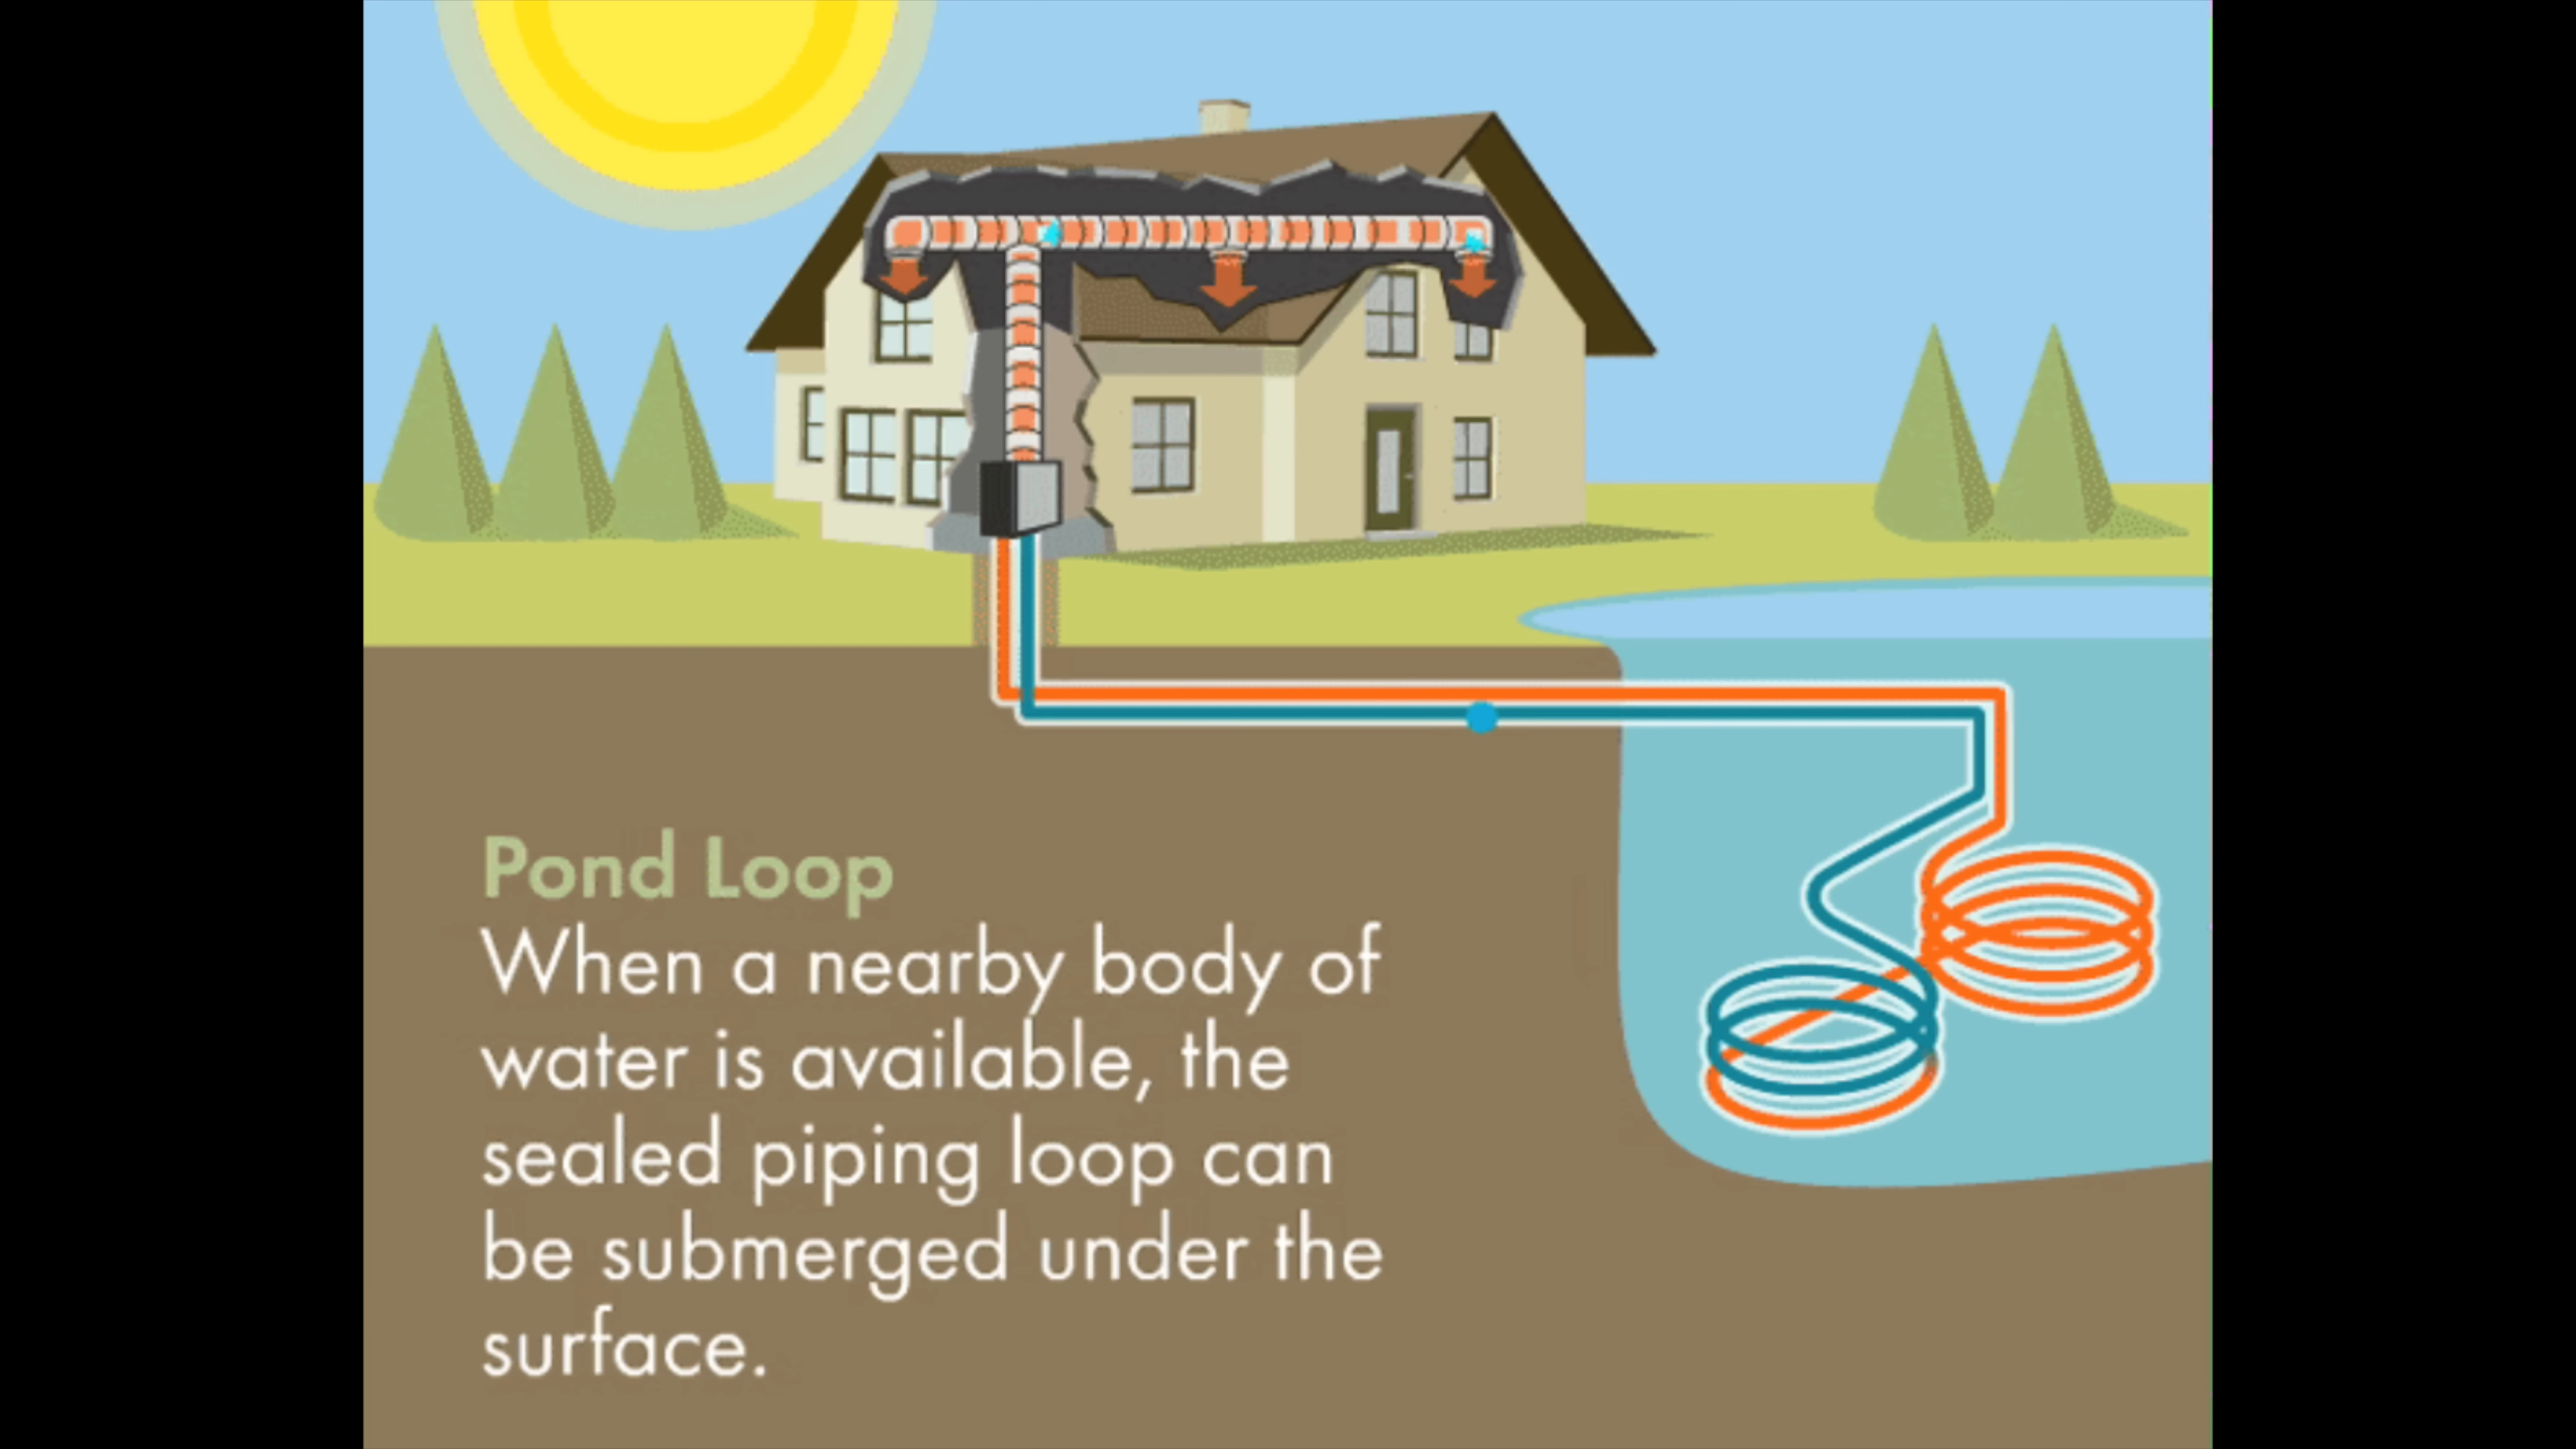 Pond Loop
When a nearby body of
water is available, the
sealed piping loop can
be submerged under the
surface.